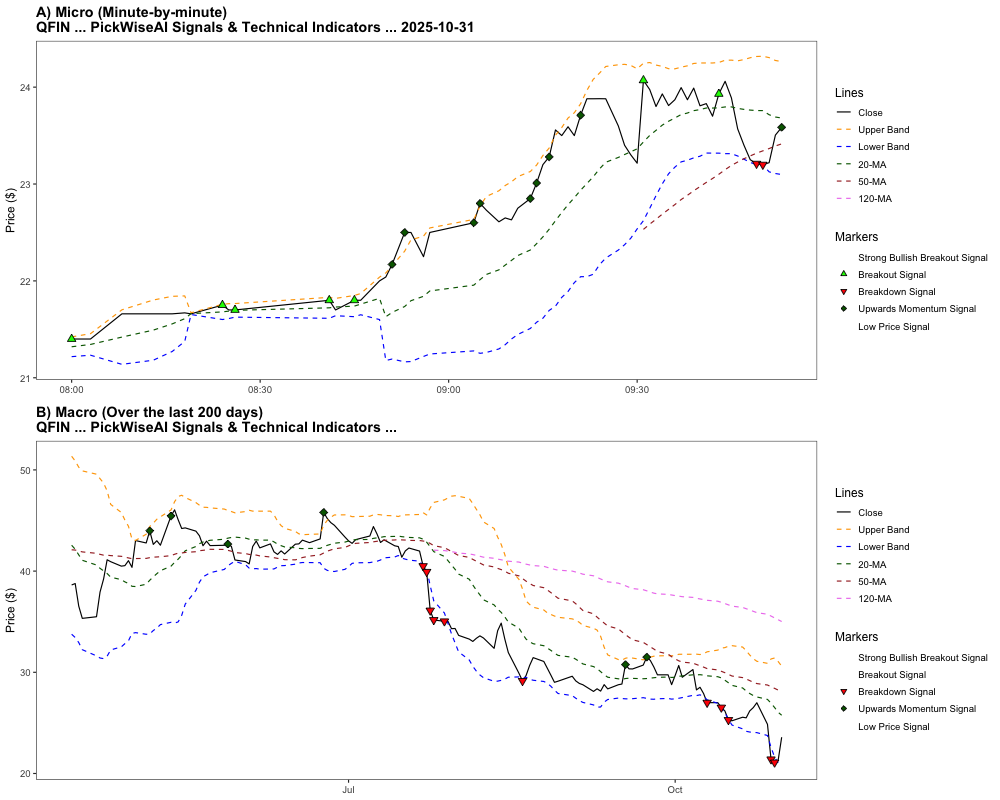 A) Micro (Minute-by-minute)
QFIN ... PickWiseAI Signals & Technical Indicators ... 2025-10-31
Price ($)
24
23
22
21
08:00
08:30
09:00
09:30
Lines
Close
Upper Band
Lower Band
20-MA
50-MA
120-MA
Markers
Strong Bullish Breakout Signal
Breakout Signal
Breakdown Signal
Upwards Momentum Signal
Low Price Signal
B) Macro (Over the last 200 days)
QFIN ... PickWiseAI Signals & Technical Indicators ...
Price ($)
50
40
30
20
Jul
Oct
Lines
Close
Upper Band
Lower Band
20-MA
50-MA
120-MA
Markers
Strong Bullish Breakout Signal
Breakout Signal
Breakdown Signal
Upwards Momentum Signal
Low Price Signal